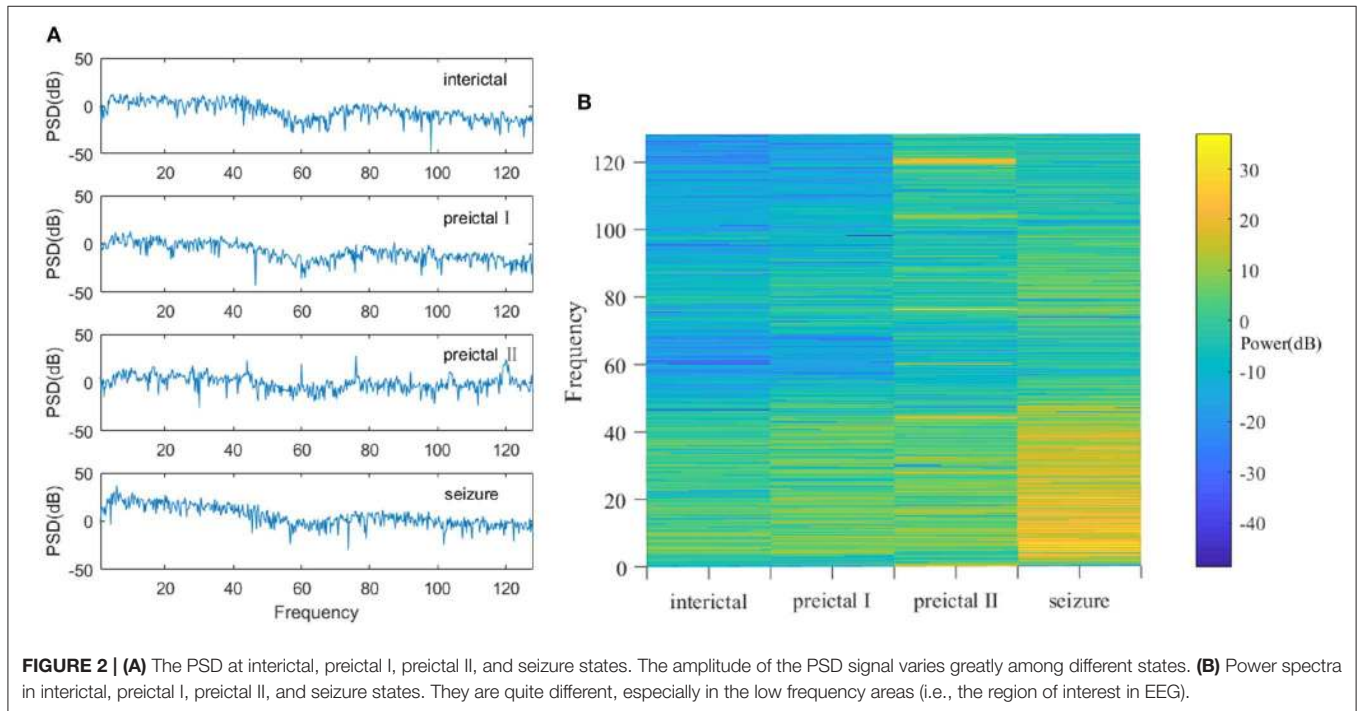 A
50
0
-50
PSD(dB)
interictal
20 40 60 80 100 120
50
0
-50
PSD(dB)
preictal I
20 40 60 80 100 120
50
0
-50
PSD(dB)
preictal II
20 40 60 80 100 120
50
0
-50
PSD(dB)
seizure
20 40 60 80 100 120
Frequency
B
120
100
80
60
40
20
0
Frequency
interictal preictal I preictal II seizure
30
20
10
0
Power(dB)
-10
-20
-30
-40
FIGURE 2 | (A) The PSD at interictal, preictal I, preictal II, and seizure states. The amplitude of the PSD signal varies greatly among different states. (B) Power spectra
in interictal, preictal I, preictal II, and seizure states. They are quite different, especially in the low frequency areas (i.e., the region of interest in EEG).